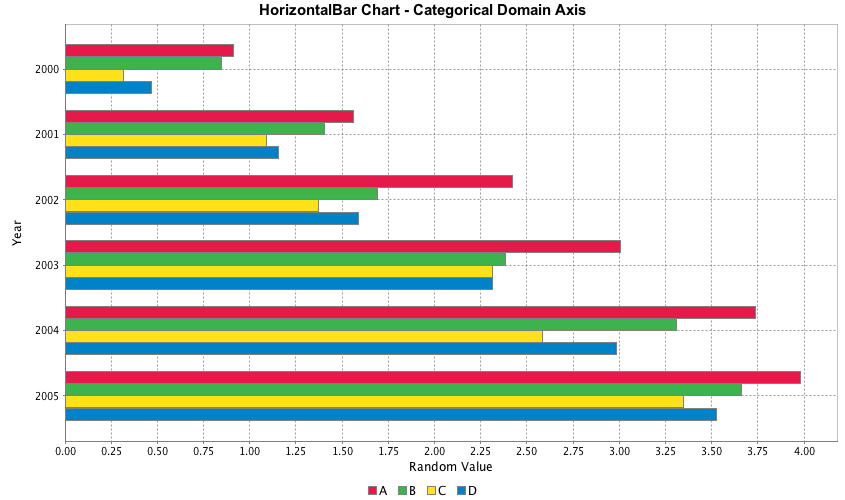 HorizontalBar Chart - Categorical Domain Axis
2000
2001
2002
2003
2004
2005
Year
0.00 0.25 0.50 0.75 1.00 1.25 1.50 1.75 2.00 2.25 2.50 2.75 3.00 3.25 3.50 3.75 4.00
Random Value
A B C D